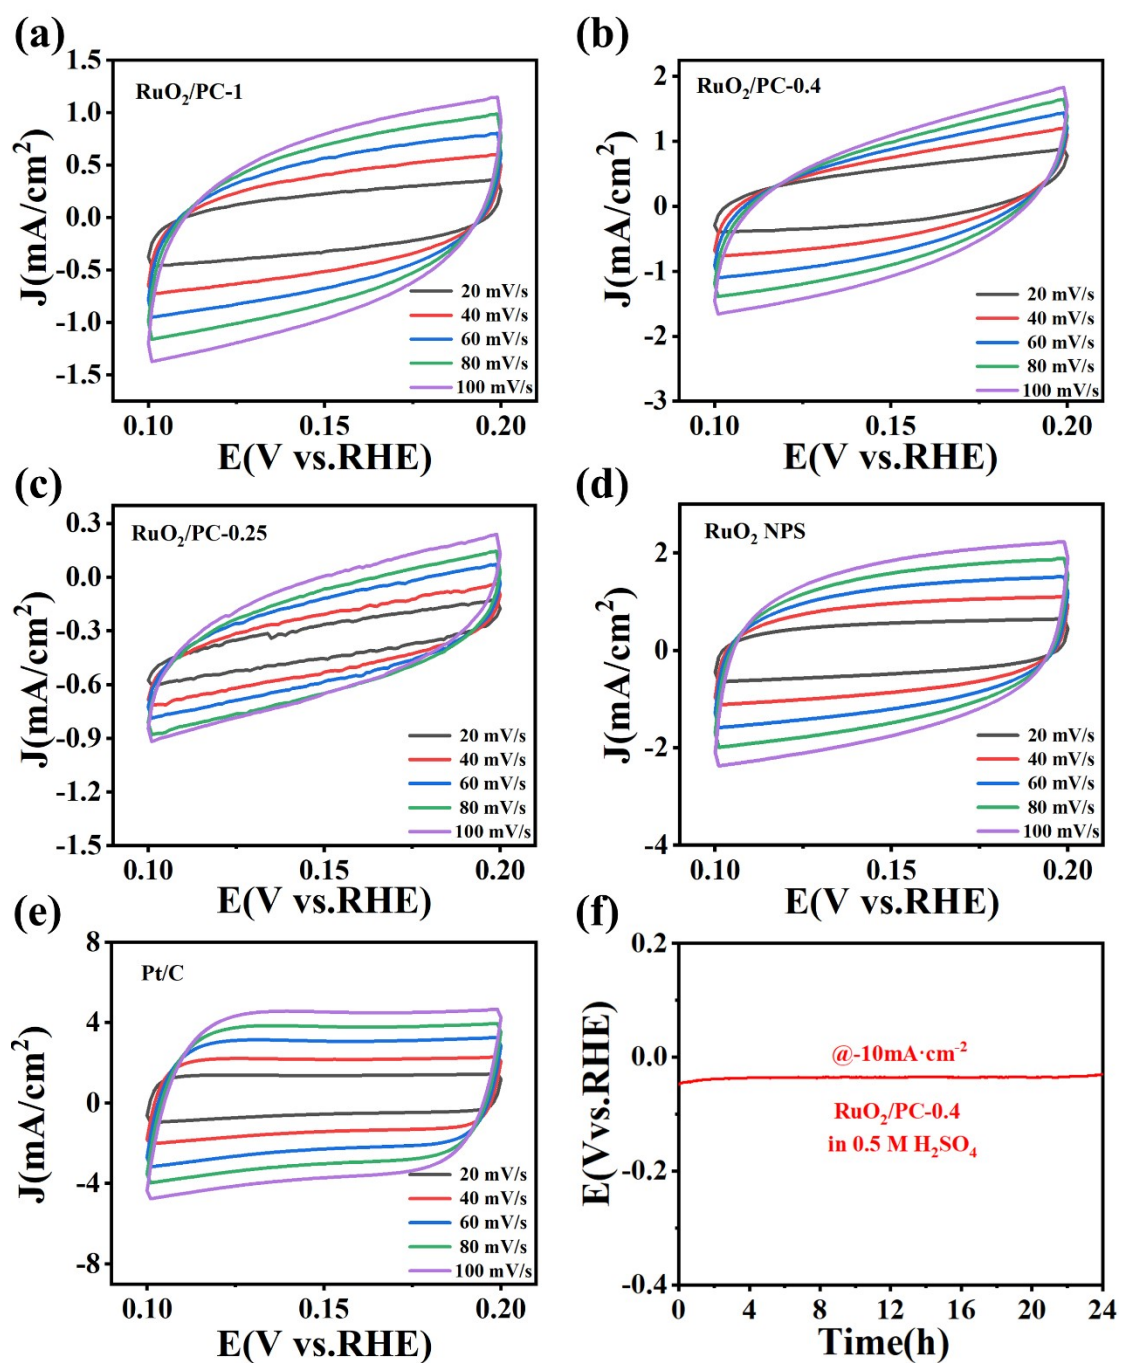 (a)
1.5
1.0
0.5
0.0
-0.5
-1.0
-1.5
J(mA/cm²)
RuO₂/PC-1
20 mV/s
40 mV/s
60 mV/s
80 mV/s
100 mV/s
0.10 0.15 0.20
E(V vs.RHE)
(b)
2
1
0
-1
-2
-3
J(mA/cm²)
RuO₂/PC-0.4
20 mV/s
40 mV/s
60 mV/s
80 mV/s
100 mV/s
0.10 0.15 0.20
E(V vs.RHE)
(c)
0.3
0.0
-0.3
-0.6
-0.9
-1.2
-1.5
J(mA/cm²)
RuO₂/PC-0.25
20 mV/s
40 mV/s
60 mV/s
80 mV/s
100 mV/s
0.10 0.15 0.20
E(V vs.RHE)
(d)
2
0
-2
-4
J(mA/cm²)
RuO₂ NPS
20 mV/s
40 mV/s
60 mV/s
80 mV/s
100 mV/s
0.10 0.15 0.20
E(V vs.RHE)
(e)
8
4
0
-4
-8
J(mA/cm²)
Pt/C
20 mV/s
40 mV/s
60 mV/s
80 mV/s
100 mV/s
0.10 0.15 0.20
E(V vs.RHE)
(f)
0.2
0.0
-0.2
-0.4
E(Vvs.RHE)
@-10mA·cm⁻²
RuO₂/PC-0.4
in 0.5 M H₂SO₄
0 4 8 12 16 20 24
Time(h)